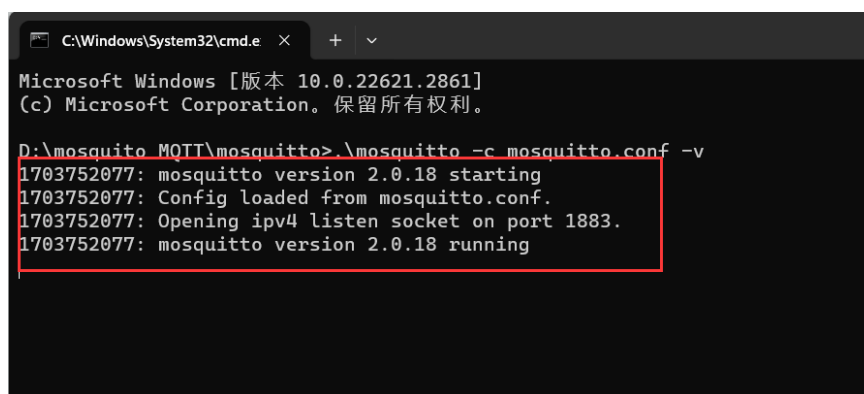 C:\Windows\System32\cmd.e
Microsoft Windows [版本 10.0.22621.2861]
(c) Microsoft Corporation。保留所有权利。
D:\mosquito MQTT\mosquitto>.\mosquitto -c mosquitto.conf -v
1703752077: mosquitto version 2.0.18 starting
1703752077: Config loaded from mosquitto.conf.
1703752077: Opening ipv4 listen socket on port 1883.
1703752077: mosquitto version 2.0.18 running